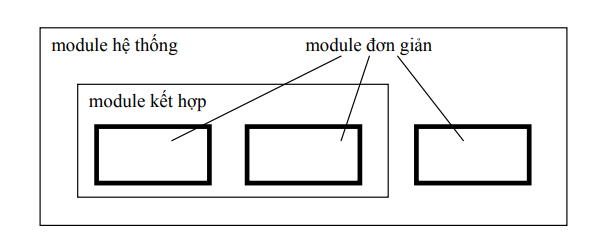 module hệ thống
module đơn giản
module kết hợp